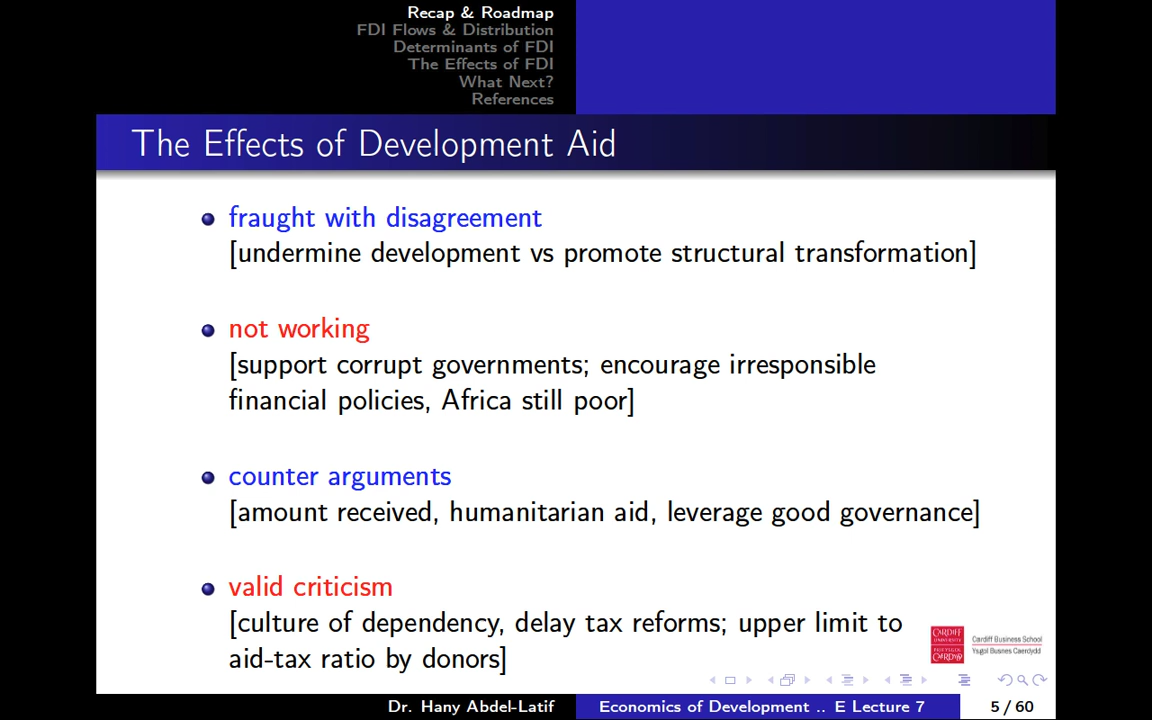 Recap & Roadmap
FDI Flows & Distribution
Determinants of FDI
The Effects of FDI
What Next?
References
The Effects of Development Aid
fraught with disagreement
[undermine development vs promote structural transformation]
not working
[support corrupt governments; encourage irresponsible
financial policies, Africa still poor]
counter arguments
[amount received, humanitarian aid, leverage good governance]
valid criticism
[culture of dependency, delay tax reforms; upper limit to
aid-tax ratio by donors]
CARDIFF
UNIVERSITY
PRIFYSGOL
CAERDYDD
Cardiff Business School
Ysgol Busnes Caerdydd
Dr. Hany Abdel-Latif
Economics of Development .. E Lecture 7
5 / 60